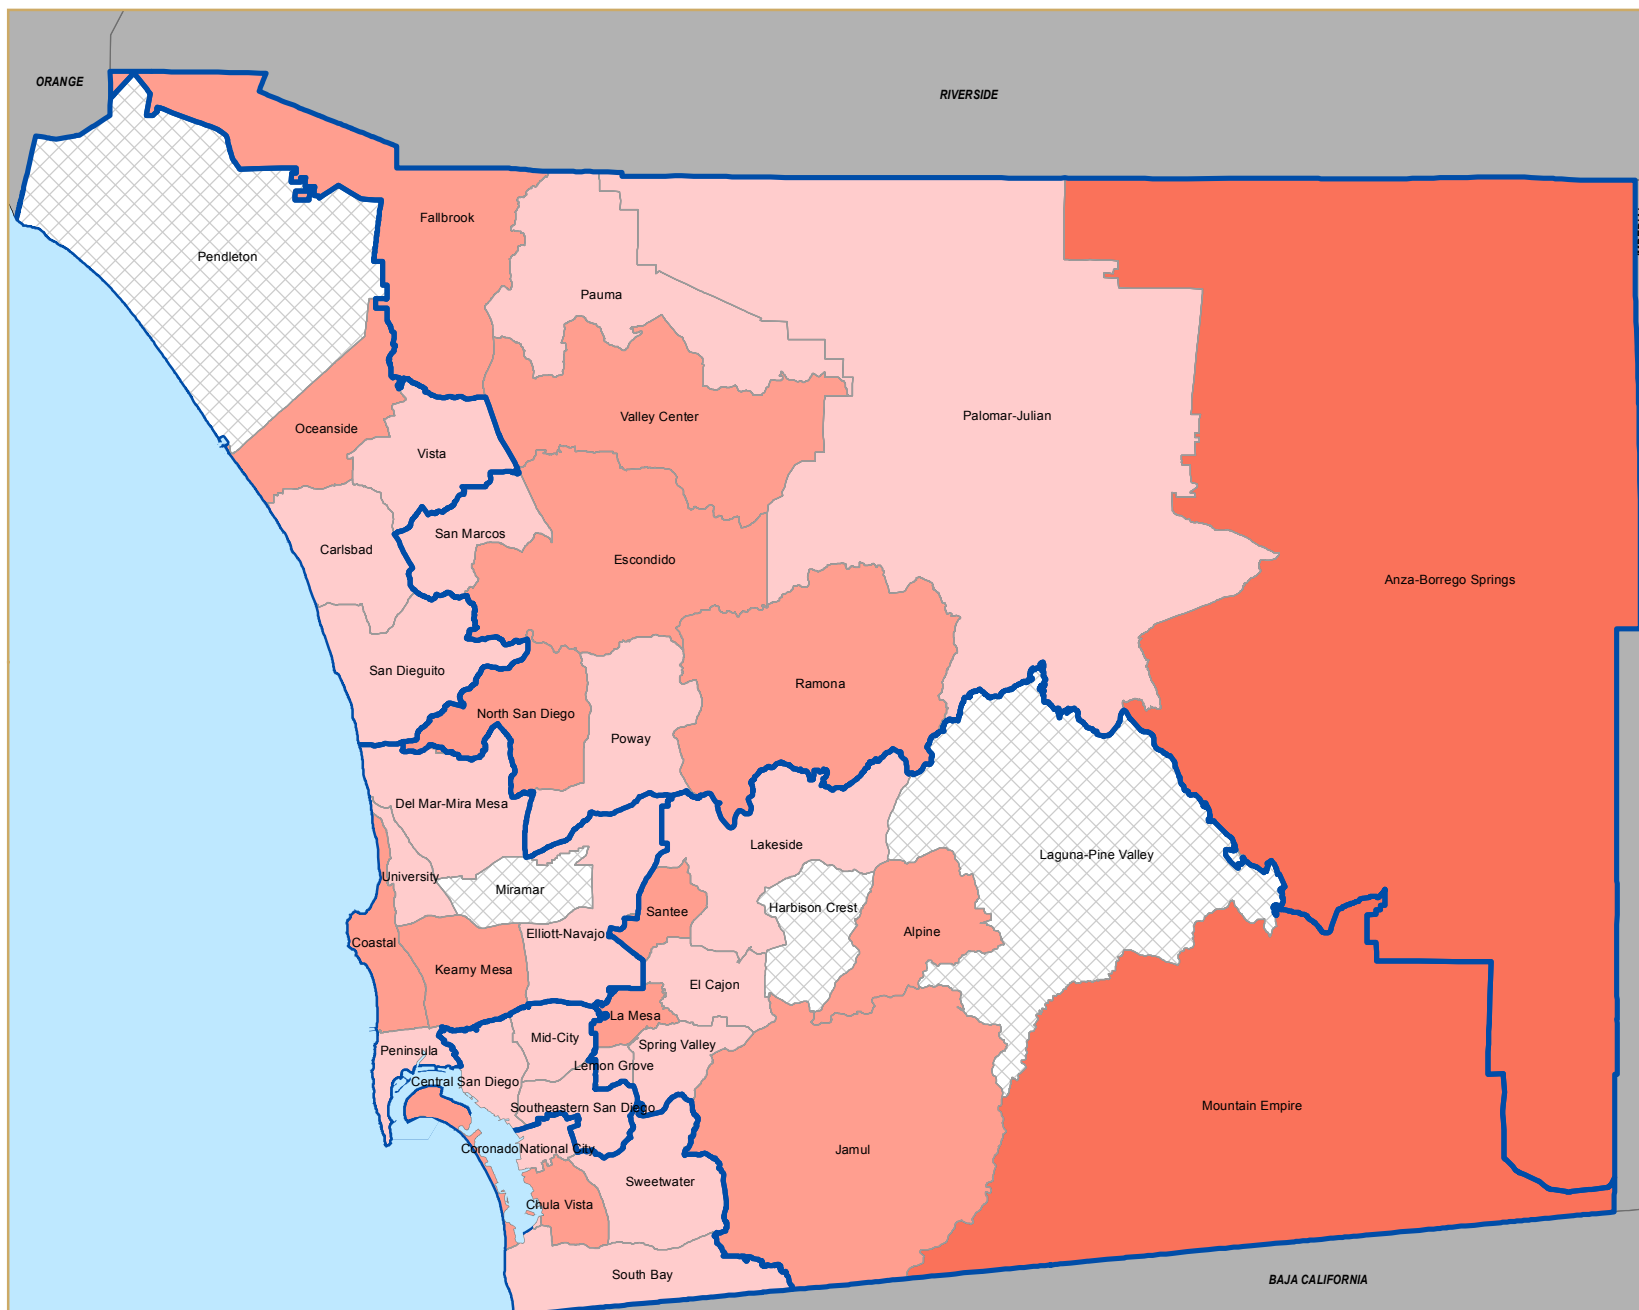 ORANGE
RIVERSIDE
Fallbrook
Pendleton
Pauma
Valley Center
Palomar-Julian
Oceanside
Vista
San Marcos
Carlsbad
Escondido
Anza-Borrego Springs
San Dieguito
Ramona
North San Diego
Poway
Del Mar-Mira Mesa
Lakeside
Laguna-Pine Valley
University
Miramar
Harbison Crest
Santee
Elliott-Navajo
Alpine
Coastal
Kearny Mesa
El Cajon
La Mesa
Mid-City
Spring Valley
Peninsula
Lemon Grove
Central San Diego
Southeastern San Diego
Mountain Empire
Coronado
National City
Jamul
Sweetwater
Chula Vista
South Bay
BAJA CALIFORNIA